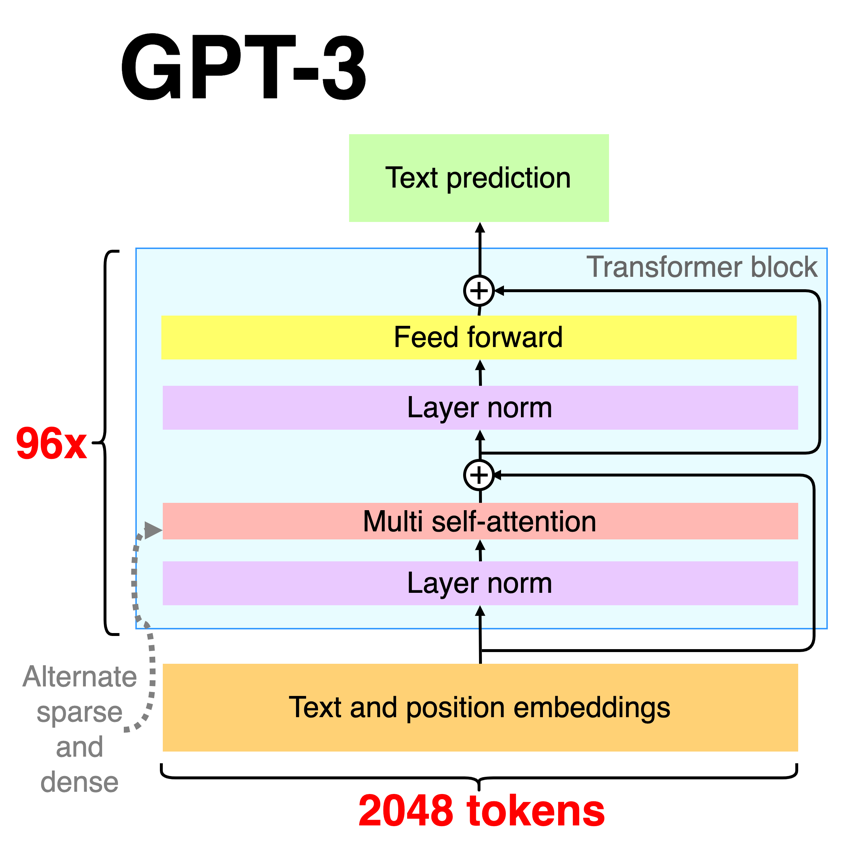 GPT-3
Text prediction
Transformer block
Feed forward
Layer norm
96x
Multi self-attention
Layer norm
Alternate
sparse
and
dense
Text and position embeddings
2048 tokens